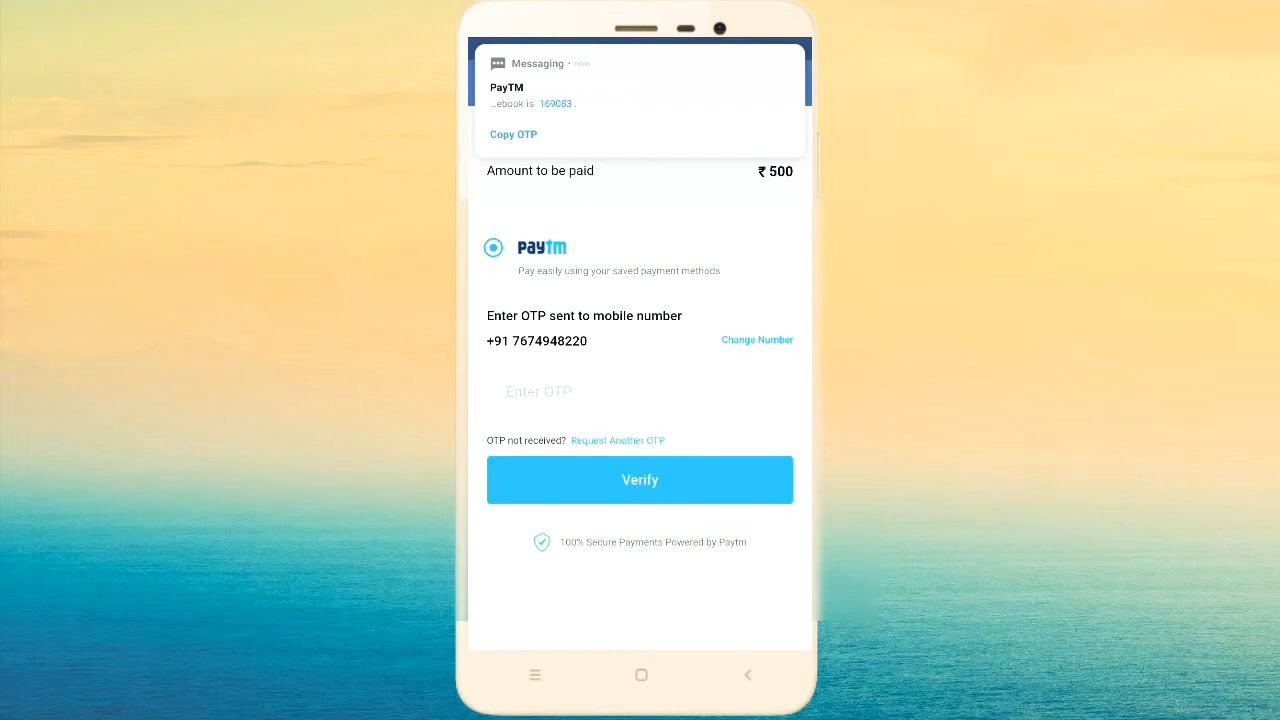 Messaging • now
PayTM
...ebook is 169083 .
Copy OTP
Amount to be paid ₹ 500
paytm
Pay easily using your saved payment methods
Enter OTP sent to mobile number
+91 7674948220 Change Number
Enter OTP
OTP not received? Request Another OTP
Verify
100% Secure Payments Powered by Paytm